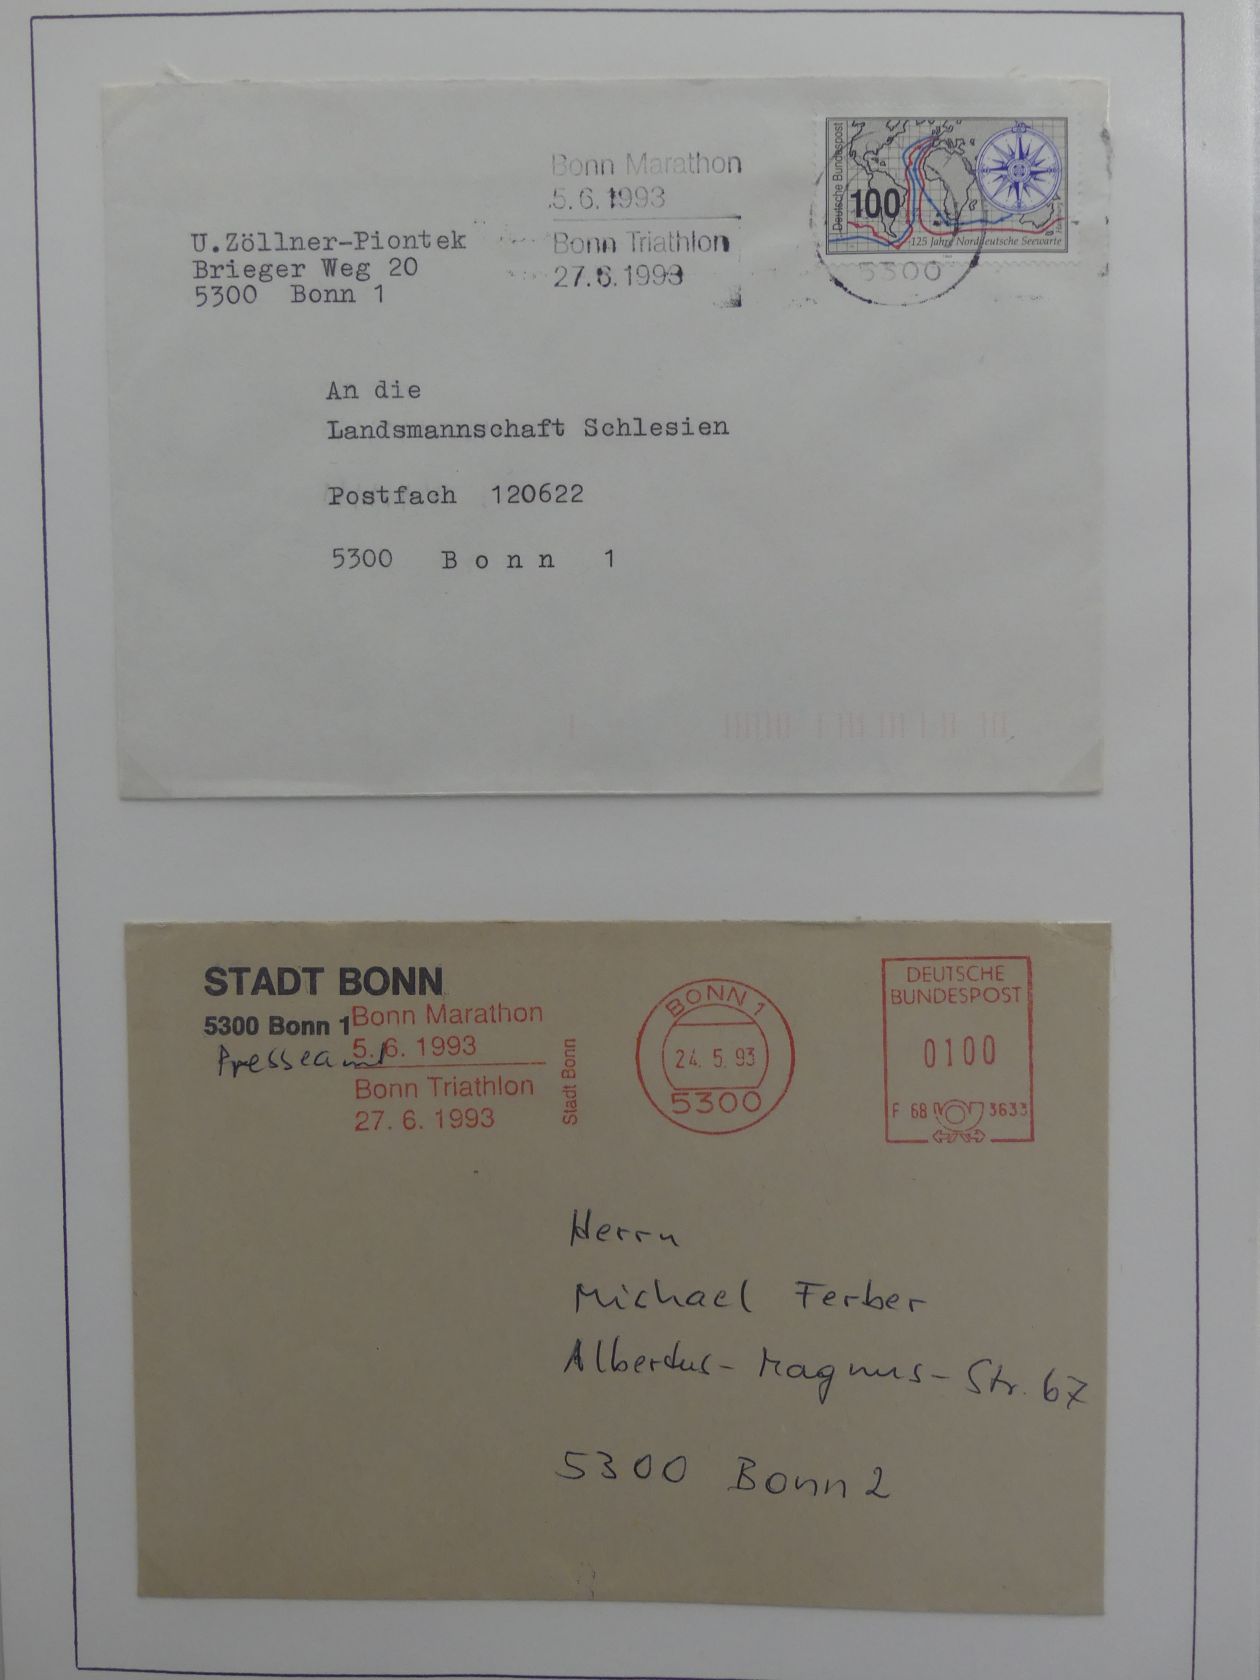 Bonn Marathon
5.6.1993
Bonn Triathlon
27.6.1993
Deutsche Bundespost
100
125 Jahre Norddeutsche Seewarte
5300
U.Zöllner-Piontek
Brieger Weg 20
5300 Bonn 1
An die
Landsmannschaft Schlesien
Postfach 120622
5300 B o n n 1
STADT BONN
5300 Bonn 1
Presseamt
Bonn Marathon
5. 6. 1993
Bonn Triathlon
27. 6. 1993
Stadt Bonn
BONN 1
24. 5. 93
5300
DEUTSCHE
BUNDESPOST
0100
F 68 3633
Herrn
Michael Ferber
Albertus-Magnus-Str. 67
5300 Bonn 2